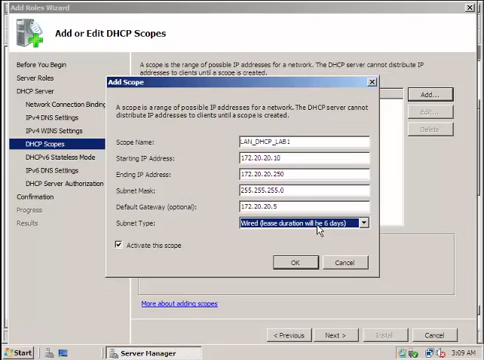 Add Roles Wizard
Add or Edit DHCP Scopes
Before You Begin
Server Roles
DHCP Server
Network Connection Binding
IPv4 DNS Settings
IPv4 WINS Settings
DHCP Scopes
DHCPv6 Stateless Mode
IPv6 DNS Settings
DHCP Server Authorization
Confirmation
Progress
Results
A scope is the range of possible IP addresses for a network. The DHCP server cannot distribute IP
addresses to clients until a scope is created.
Add...
Edit...
Delete
Add Scope
A scope is a range of possible IP addresses for a network. The DHCP server cannot
distribute IP addresses to clients until a scope is created.
Scope Name: LAN_DHCP_LAB1
Starting IP Address: 172.20.20.10
Ending IP Address: 172.20.20.250
Subnet Mask: 255.255.255.0
Default Gateway (optional): 172.20.20.5
Subnet Type: Wired (lease duration will be 6 days)
Activate this scope
OK
Cancel
More about adding scopes
< Previous
Next >
Install
Cancel
Start
Server Manager
3:09 AM